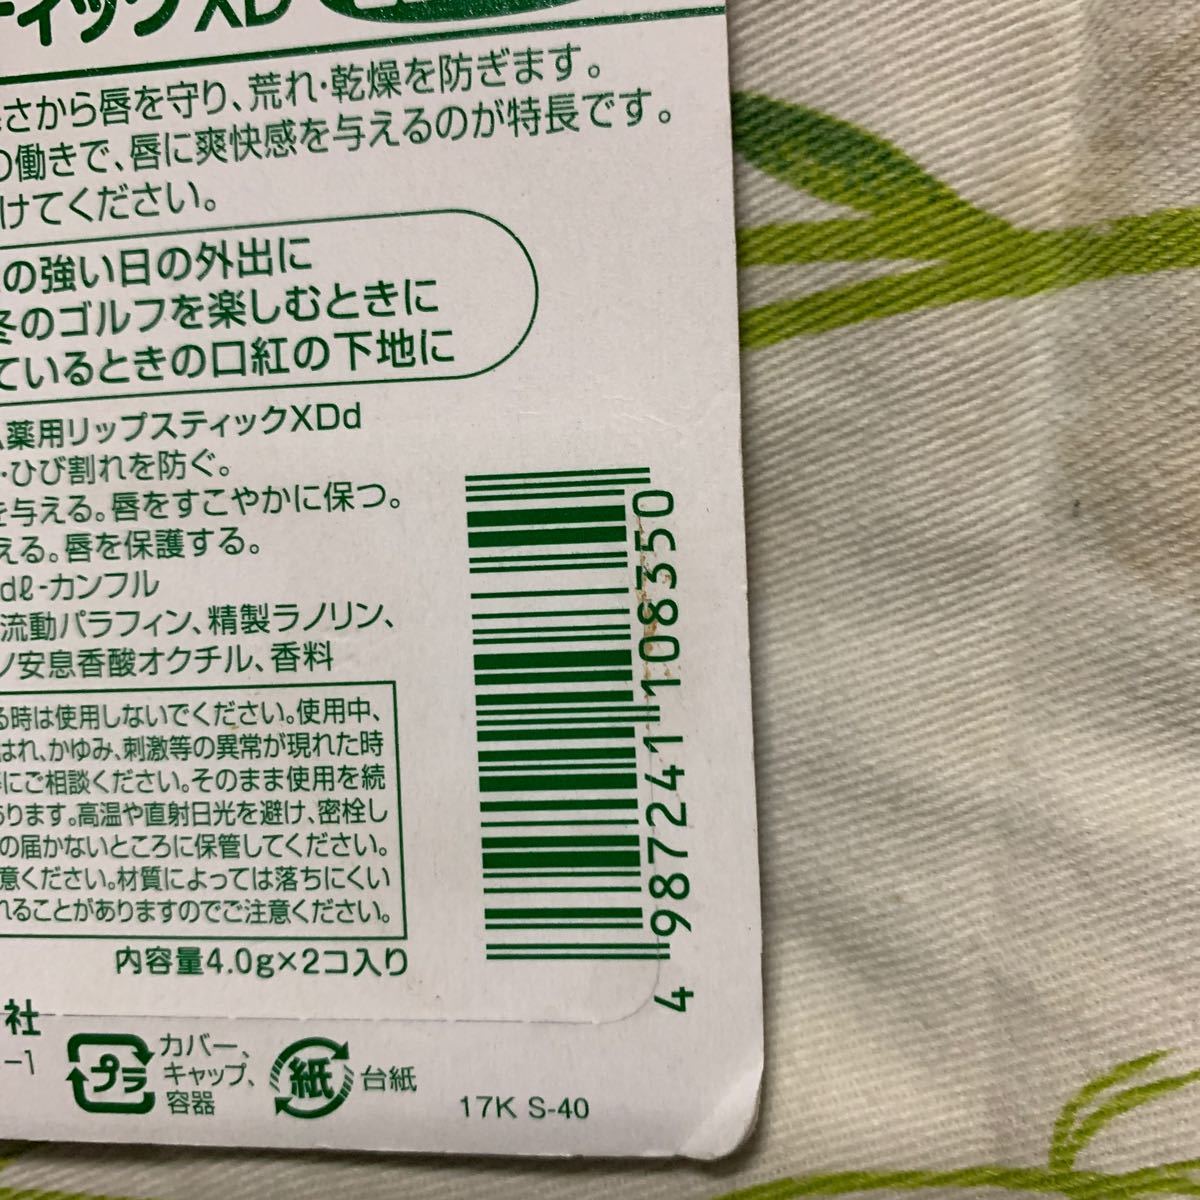 ティックXD
さから唇を守り、荒れ・乾燥を防ぎます。
の働きで、唇に爽快感を与えるのが特長です。
けてください。
の強い日の外出に
冬のゴルフを楽しむときに
ているときの口紅の下地に
薬用リップスティックXDd
・ひび割れを防ぐ。
を与える。唇をすこやかに保つ。
える。唇を保護する。
dℓ-カンフル
流動パラフィン、精製ラノリン、
ノ安息香酸オクチル、香料
る時は使用しないでください。使用中、
はれ、かゆみ、刺激等の異常が現れた時
にご相談ください。そのまま使用を続
あります。高温や直射日光を避け、密栓し
の届かないところに保管してください。
意ください。材質によっては落ちにくい
れることがありますのでご注意ください。
内容量4.0g×2コ入り
4 987241 108350
社
-1
プラ
カバー、
キャップ、
容器
紙
台紙
17K S-40